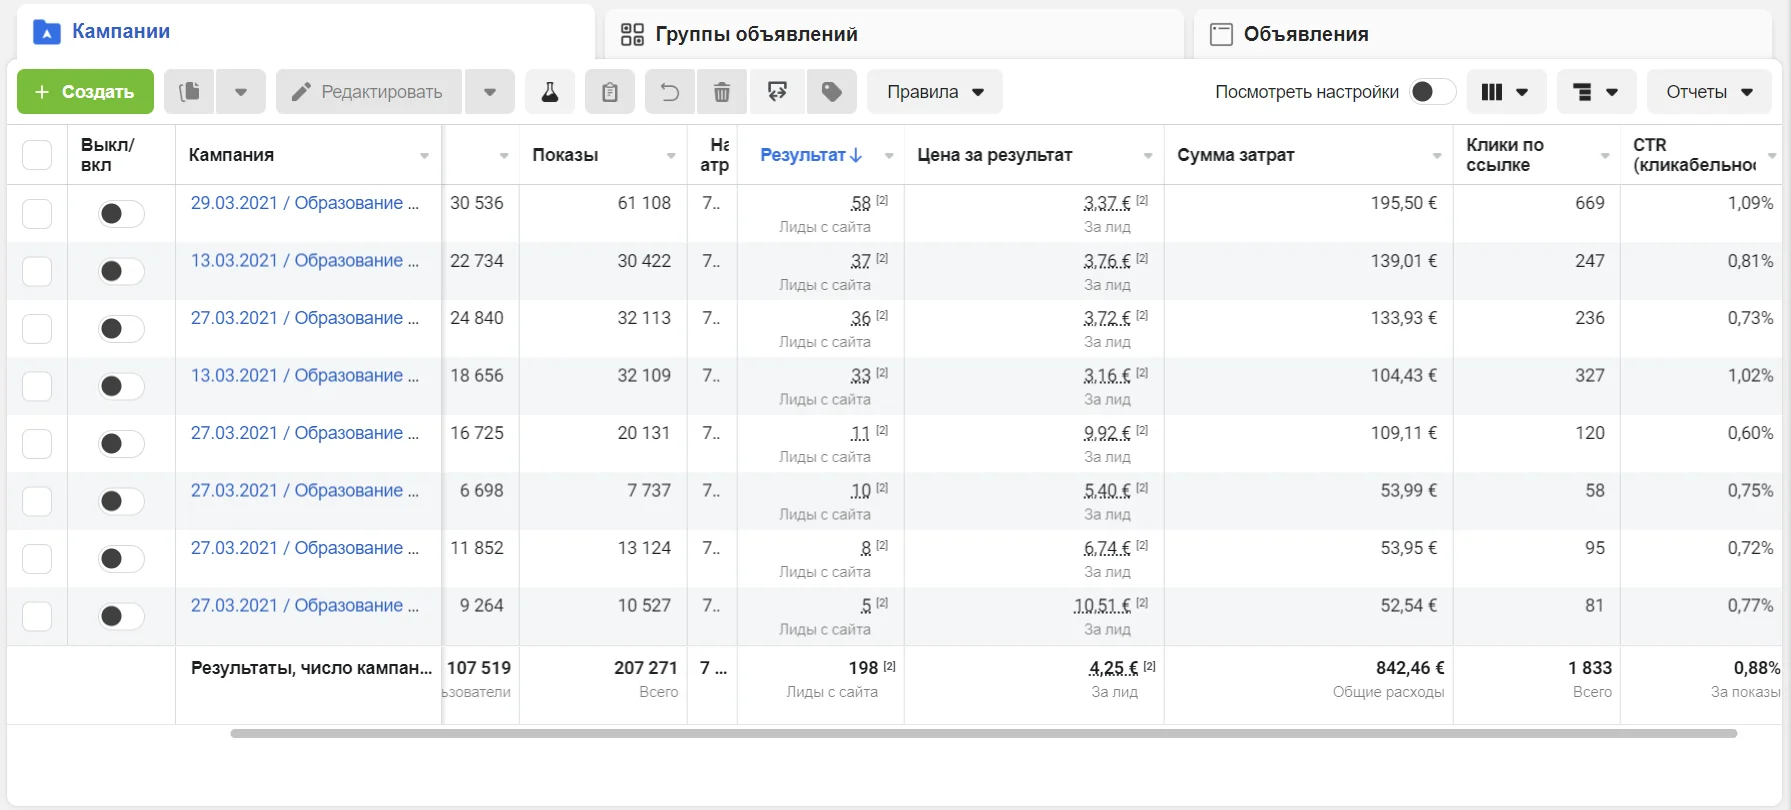 Кампании
Группы объявлений
Объявления
+ Создать
Редактировать
Правила
Посмотреть настройки
Отчеты
Выкл/
вкл
Кампания
Показы
На
атр
Результат↓
Цена за результат
Сумма затрат
Клики по
ссылке
CTR
(кликабельнос
29.03.2021 / Образование ... 30 536 61 108 7.. 58 [2] 3,37 € [2] 195,50 € 669 1,09%
Лиды с сайта За лид
13.03.2021 / Образование ... 22 734 30 422 7.. 37 [2] 3,76 € [2] 139,01 € 247 0,81%
Лиды с сайта За лид
27.03.2021 / Образование ... 24 840 32 113 7.. 36 [2] 3,72 € [2] 133,93 € 236 0,73%
Лиды с сайта За лид
13.03.2021 / Образование ... 18 656 32 109 7.. 33 [2] 3,16 € [2] 104,43 € 327 1,02%
Лиды с сайта За лид
27.03.2021 / Образование ... 16 725 20 131 7.. 11 [2] 9,92 € [2] 109,11 € 120 0,60%
Лиды с сайта За лид
27.03.2021 / Образование ... 6 698 7 737 7.. 10 [2] 5,40 € [2] 53,99 € 58 0,75%
Лиды с сайта За лид
27.03.2021 / Образование ... 11 852 13 124 7.. 8 [2] 6,74 € [2] 53,95 € 95 0,72%
Лиды с сайта За лид
27.03.2021 / Образование ... 9 264 10 527 7.. 5 [2] 10,51 € [2] 52,54 € 81 0,77%
Лиды с сайта За лид
Результаты, число кампан... 107 519 207 271 7 ... 198 [2] 4,25 € [2] 842,46 € 1 833 0,88%
ьзователи Всего Лиды с сайта За лид Общие расходы Всего За показы